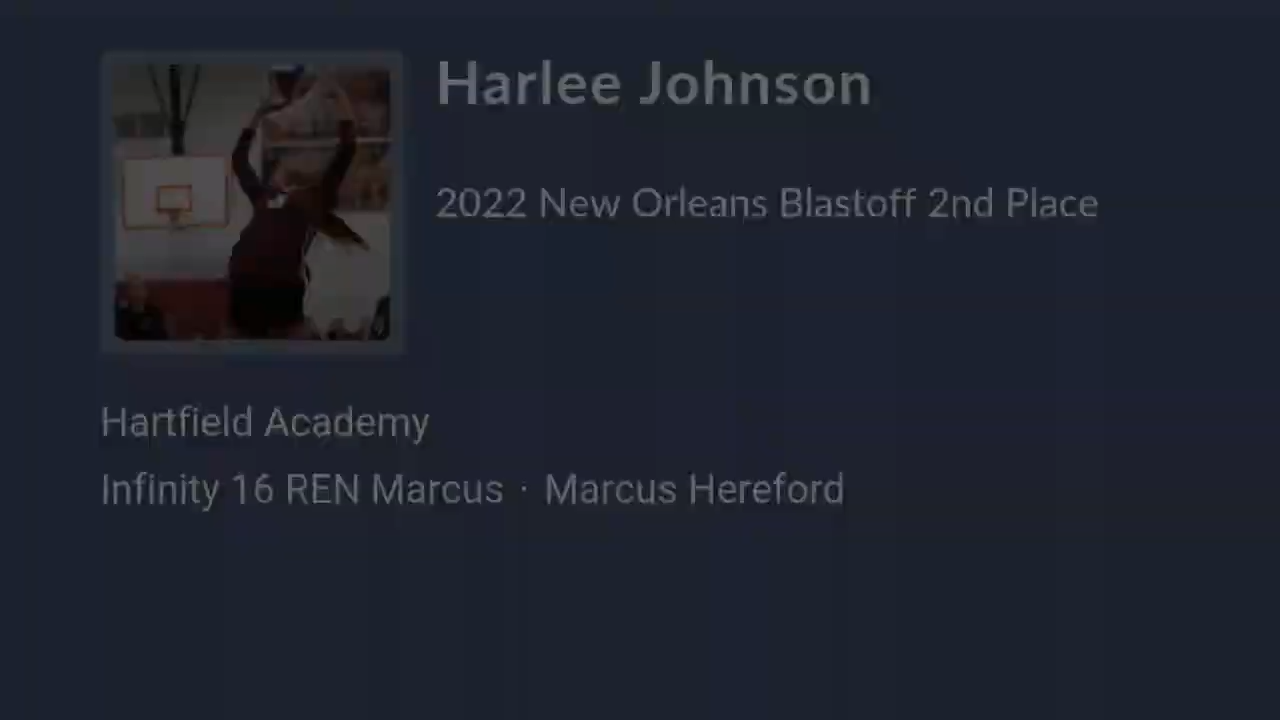 Harlee Johnson
2022 New Orleans Blastoff 2nd Place
Hartfield Academy
Infinity 16 REN Marcus · Marcus Hereford